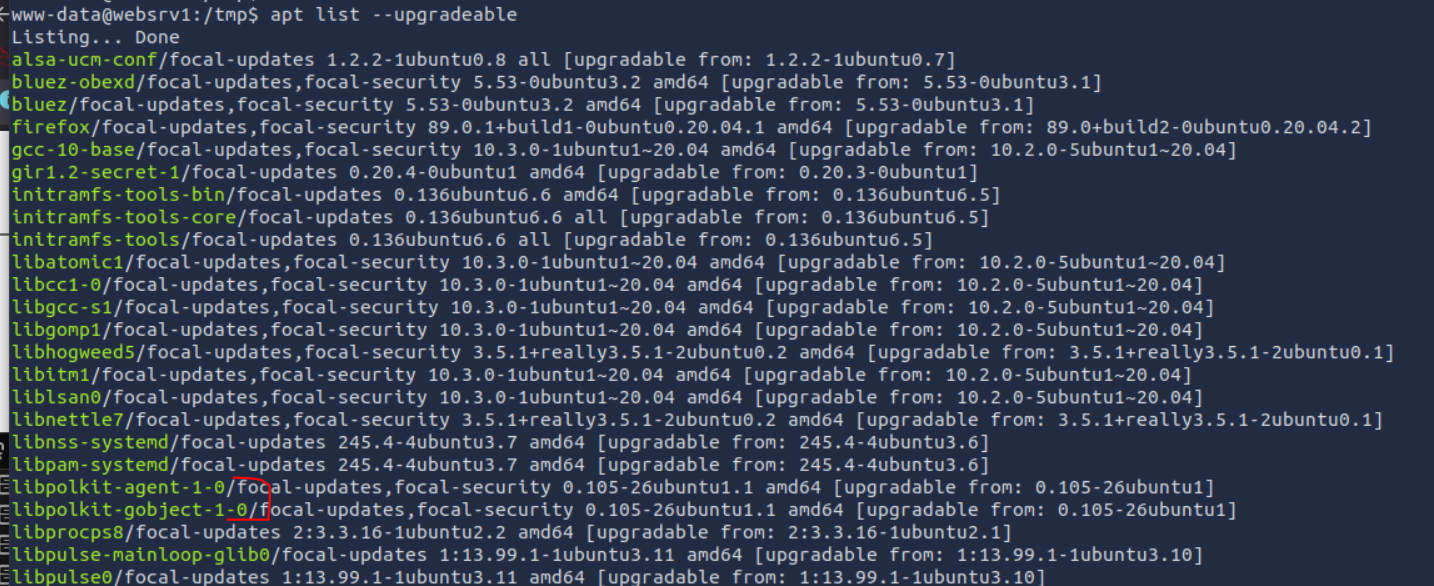 www-data@websrv1:/tmp$ apt list --upgradeable
Listing... Done
alsa-ucm-conf/focal-updates 1.2.2-1ubuntu0.8 all [upgradable from: 1.2.2-1ubuntu0.7]
bluez-obexd/focal-updates,focal-security 5.53-0ubuntu3.2 amd64 [upgradable from: 5.53-0ubuntu3.1]
bluez/focal-updates,focal-security 5.53-0ubuntu3.2 amd64 [upgradable from: 5.53-0ubuntu3.1]
firefox/focal-updates,focal-security 89.0.1+build1-0ubuntu0.20.04.1 amd64 [upgradable from: 89.0+build2-0ubuntu0.20.04.2]
gcc-10-base/focal-updates,focal-security 10.3.0-1ubuntu1~20.04 amd64 [upgradable from: 10.2.0-5ubuntu1~20.04]
gir1.2-secret-1/focal-updates 0.20.4-0ubuntu1 amd64 [upgradable from: 0.20.3-0ubuntu1]
initramfs-tools-bin/focal-updates 0.136ubuntu6.6 amd64 [upgradable from: 0.136ubuntu6.5]
initramfs-tools-core/focal-updates 0.136ubuntu6.6 all [upgradable from: 0.136ubuntu6.5]
initramfs-tools/focal-updates 0.136ubuntu6.6 all [upgradable from: 0.136ubuntu6.5]
libatomic1/focal-updates,focal-security 10.3.0-1ubuntu1~20.04 amd64 [upgradable from: 10.2.0-5ubuntu1~20.04]
libcc1-0/focal-updates,focal-security 10.3.0-1ubuntu1~20.04 amd64 [upgradable from: 10.2.0-5ubuntu1~20.04]
libgcc-s1/focal-updates,focal-security 10.3.0-1ubuntu1~20.04 amd64 [upgradable from: 10.2.0-5ubuntu1~20.04]
libgomp1/focal-updates,focal-security 10.3.0-1ubuntu1~20.04 amd64 [upgradable from: 10.2.0-5ubuntu1~20.04]
libhogweed5/focal-updates,focal-security 3.5.1+really3.5.1-2ubuntu0.2 amd64 [upgradable from: 3.5.1+really3.5.1-2ubuntu0.1]
libitm1/focal-updates,focal-security 10.3.0-1ubuntu1~20.04 amd64 [upgradable from: 10.2.0-5ubuntu1~20.04]
liblsan0/focal-updates,focal-security 10.3.0-1ubuntu1~20.04 amd64 [upgradable from: 10.2.0-5ubuntu1~20.04]
libnettle7/focal-updates,focal-security 3.5.1+really3.5.1-2ubuntu0.2 amd64 [upgradable from: 3.5.1+really3.5.1-2ubuntu0.1]
libnss-systemd/focal-updates 245.4-4ubuntu3.7 amd64 [upgradable from: 245.4-4ubuntu3.6]
libpam-systemd/focal-updates 245.4-4ubuntu3.7 amd64 [upgradable from: 245.4-4ubuntu3.6]
libpolkit-agent-1-0/focal-updates,focal-security 0.105-26ubuntu1.1 amd64 [upgradable from: 0.105-26ubuntu1]
libpolkit-gobject-1-0/focal-updates,focal-security 0.105-26ubuntu1.1 amd64 [upgradable from: 0.105-26ubuntu1]
libprocps8/focal-updates 2:3.3.16-1ubuntu2.2 amd64 [upgradable from: 2:3.3.16-1ubuntu2.1]
libpulse-mainloop-glib0/focal-updates 1:13.99.1-1ubuntu3.11 amd64 [upgradable from: 1:13.99.1-1ubuntu3.10]
libpulse0/focal-updates 1:13.99.1-1ubuntu3.11 amd64 [upgradable from: 1:13.99.1-1ubuntu3.10]